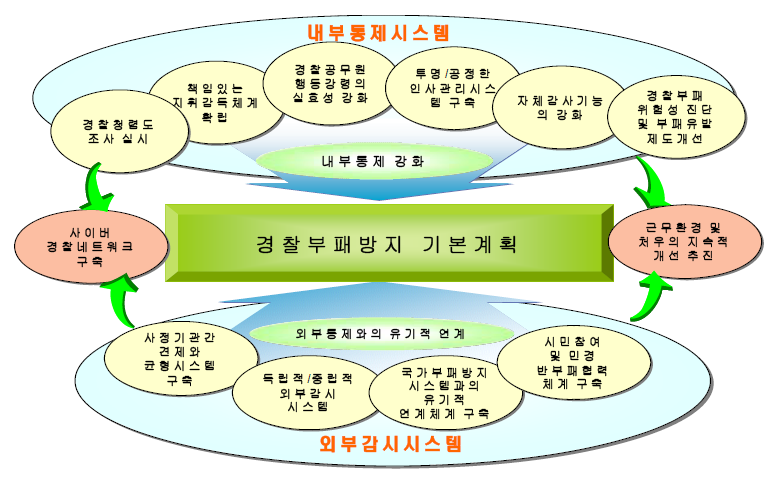 내부통제시스템
경찰청렴도
조사 실시
책임있는
지휘감독체계
확립
경찰공무원
행동강령의
실효성 강화
투명/공정한
인사관리시스
템 구축
자체감사기능
의 강화
경찰부패
위험성 진단
및 부패유발
제도개선
내부통제 강화
사이버
경찰네트워크
구축
경찰부패방지 기본계획
근무환경 및
처우의 지속적
개선 추진
외부통제와의 유기적 연계
사정기관간
견제와
균형시스템
구축
독립적/중립적
외부감시
시스템
국가부패방지
시스템과의
유기적
연계체계 구축
시민참여
및 민경
반부패협력
체계 구축
외부감시시스템